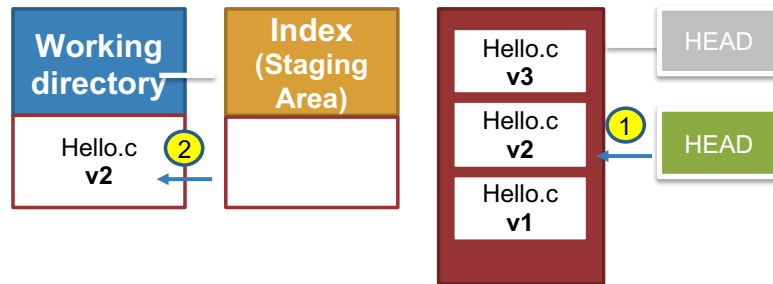 Working
directory
Hello.c
v2
2
Index
(Staging
Area)
Hello.c
v3
Hello.c
v2
Hello.c
v1
1
HEAD
HEAD